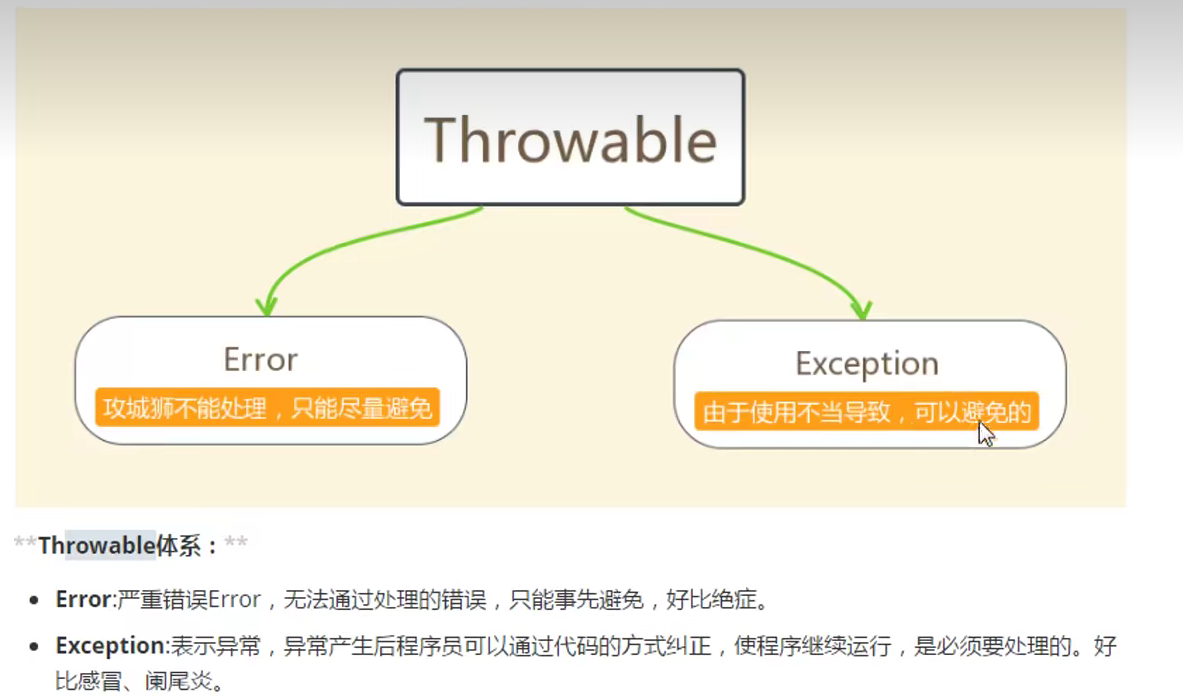 Throwable
Error
攻城狮不能处理，只能尽量避免
Exception
由于使用不当导致，可以避免的
**Throwable体系：**
Error:严重错误Error，无法通过处理的错误，只能事先避免，好比绝症。
Exception:表示异常，异常产生后程序员可以通过代码的方式纠正，使程序继续运行，是必须要处理的。好
比感冒、阑尾炎。